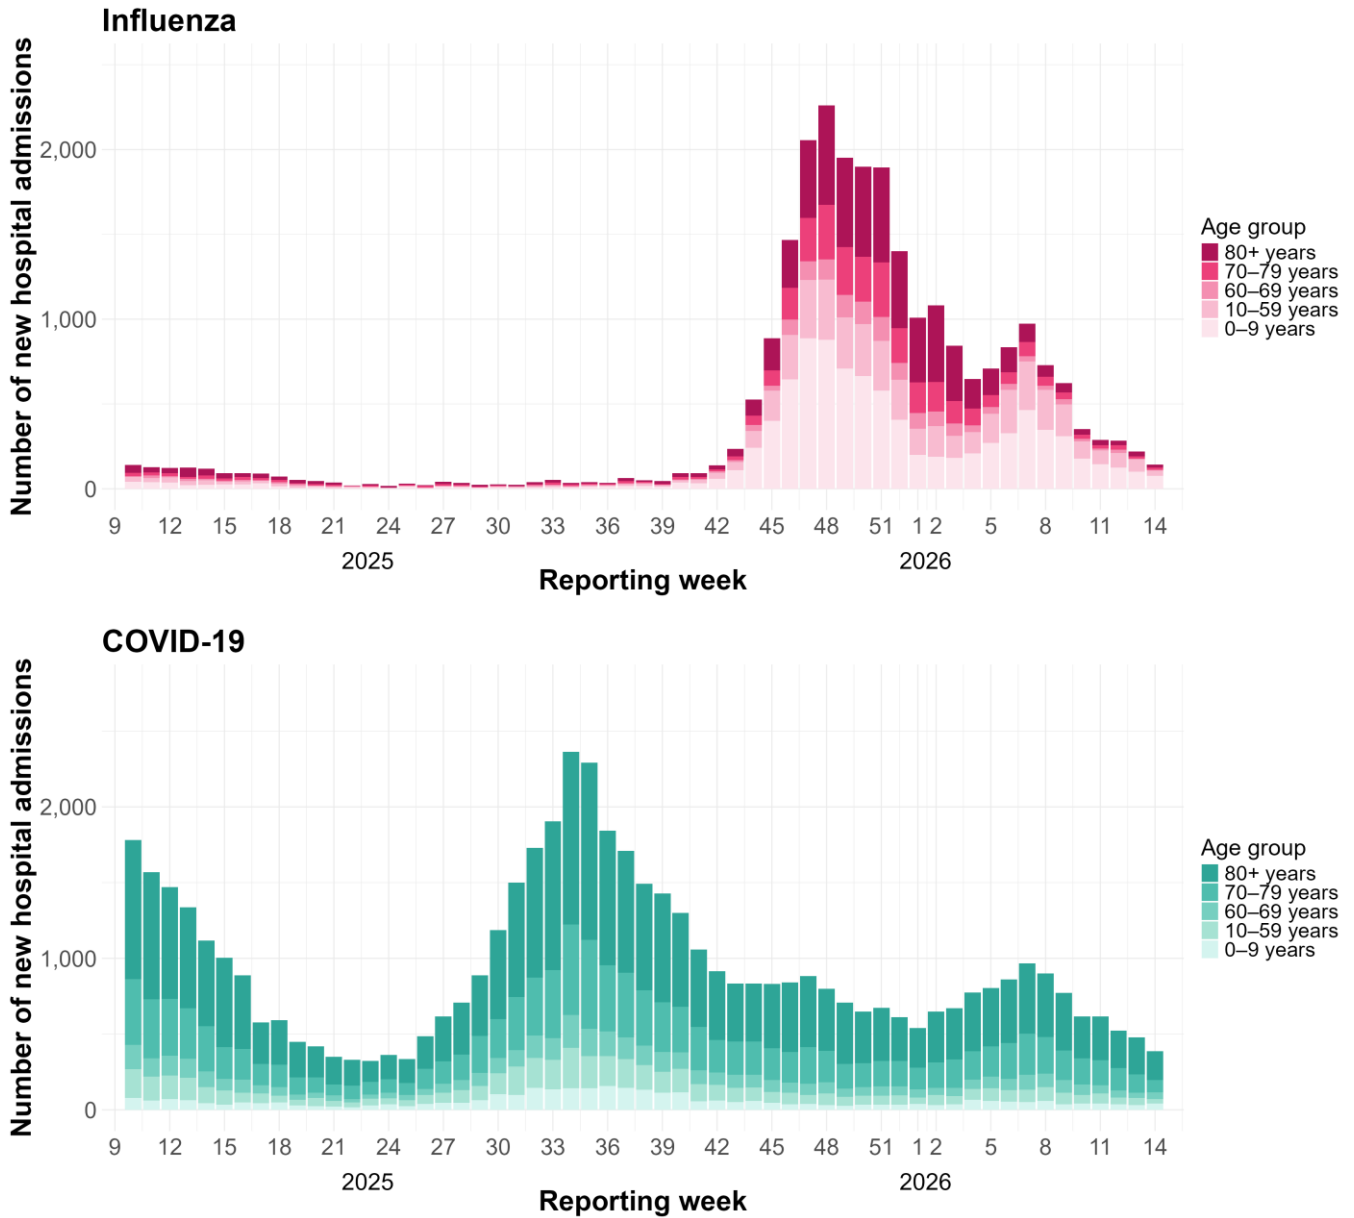 Influenza
Number of new hospital admissions
2,000
1,000
0
9 12 15 18 21 24 27 30 33 36 39 42 45 48 51 1 2 5 8 11 14
2025 2026
Reporting week
Age group
80+ years
70–79 years
60–69 years
10–59 years
0–9 years
COVID-19
Number of new hospital admissions
2,000
1,000
0
9 12 15 18 21 24 27 30 33 36 39 42 45 48 51 1 2 5 8 11 14
2025 2026
Reporting week
Age group
80+ years
70–79 years
60–69 years
10–59 years
0–9 years